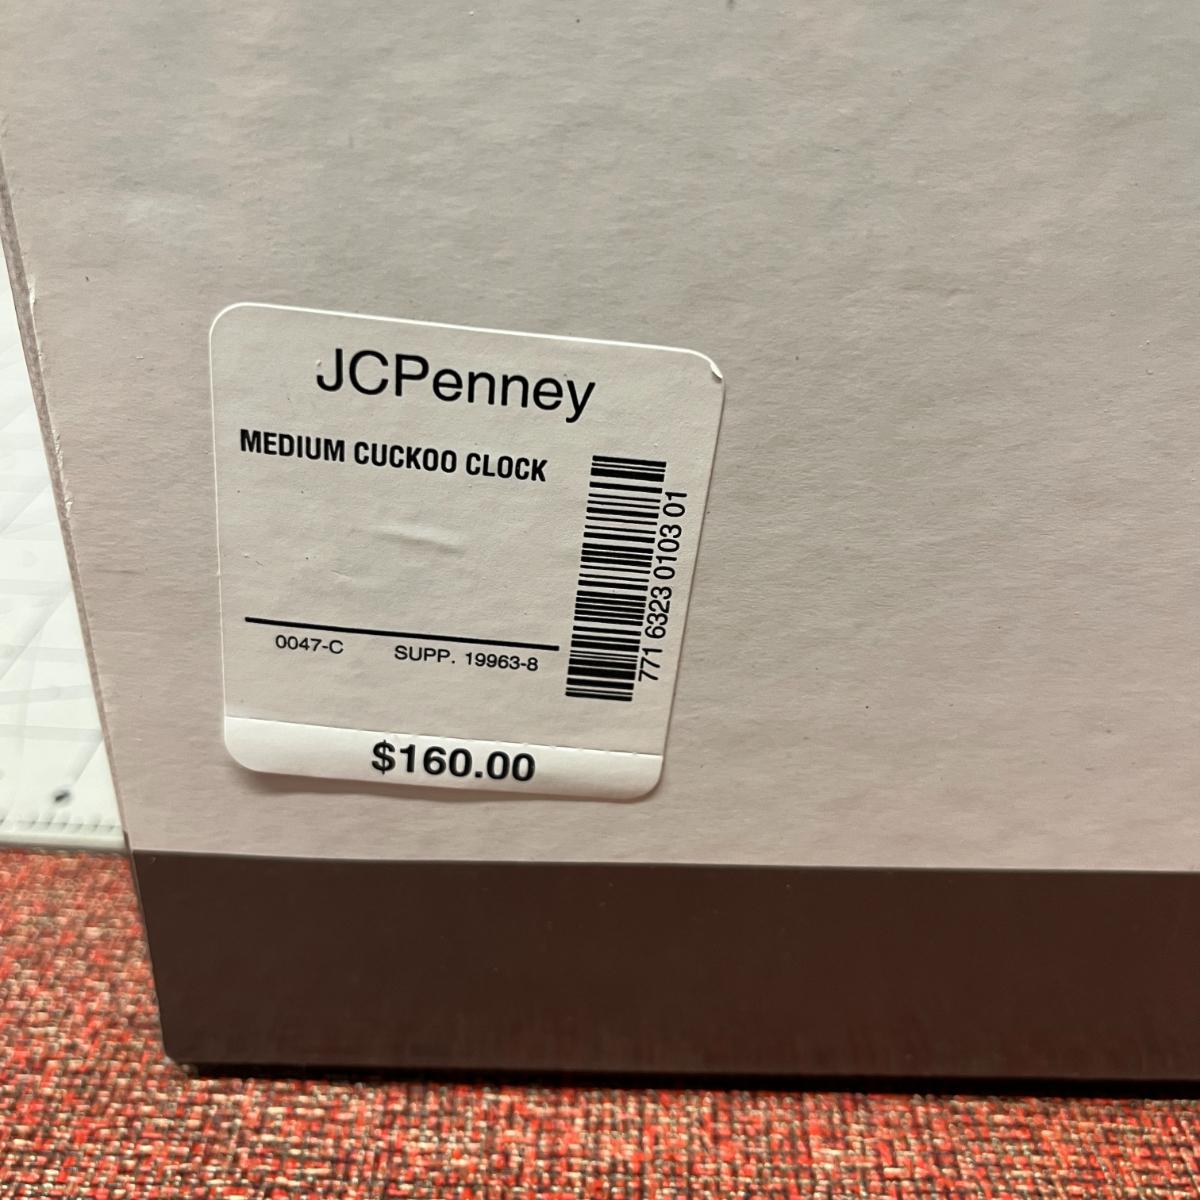 JCPenney
MEDIUM CUCKOO CLOCK
771 6323 0103 01
0047-C SUPP. 19963-8
$160.00